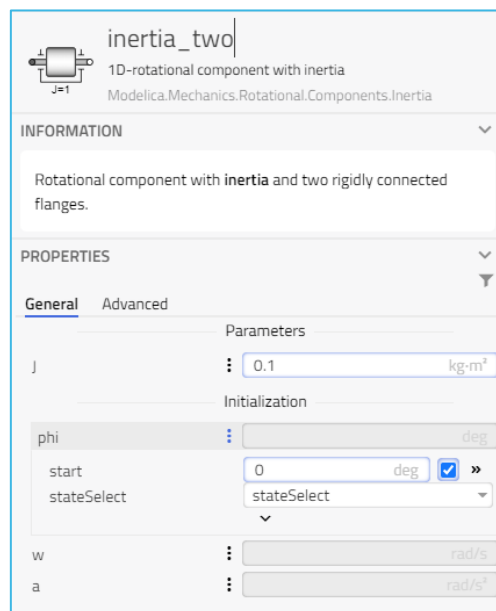 inertia_two
1D-rotational component with inertia
J=1
Modelica.Mechanics.Rotational.Components.Inertia
INFORMATION
Rotational component with inertia and two rigidly connected
flanges.
PROPERTIES
General Advanced
Parameters
J 0.1 kg·m²
Initialization
phi deg
start 0 deg »
stateSelect stateSelect
w rad/s
a rad/s²